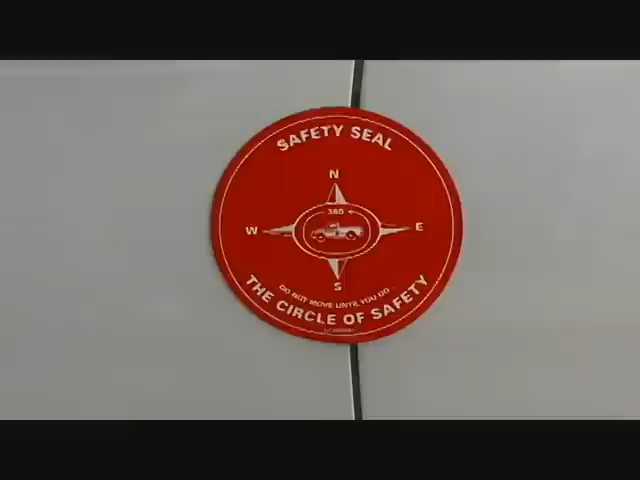 SAFETY SEAL
N
360
W
E
S
DO NOT MOVE UNTIL YOU DO
THE CIRCLE OF SAFETY